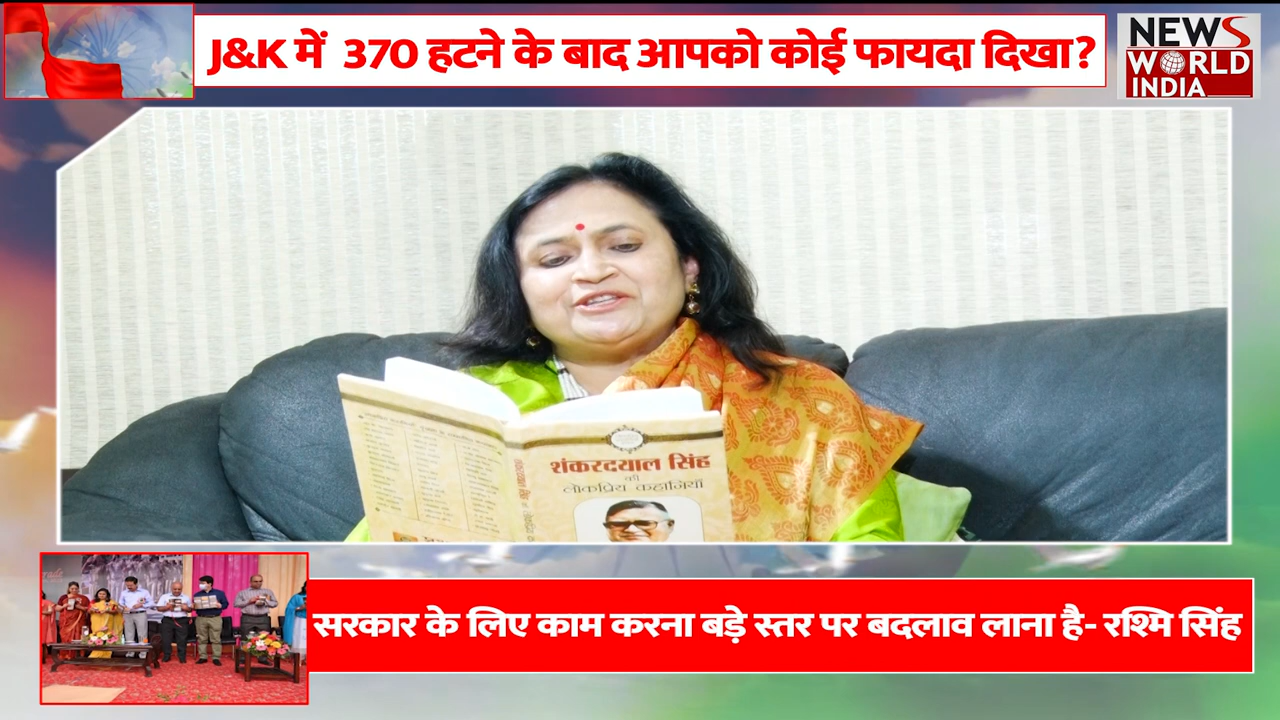 J&K में 370 हटने के बाद आपको कोई फायदा दिखा?
NEWS
WORLD
INDIA
शंकरदयाल सिंह
की
लोकप्रिय कहानियाँ
सरकार के लिए काम करना बड़े स्तर पर बदलाव लाना है- रश्मि सिंह